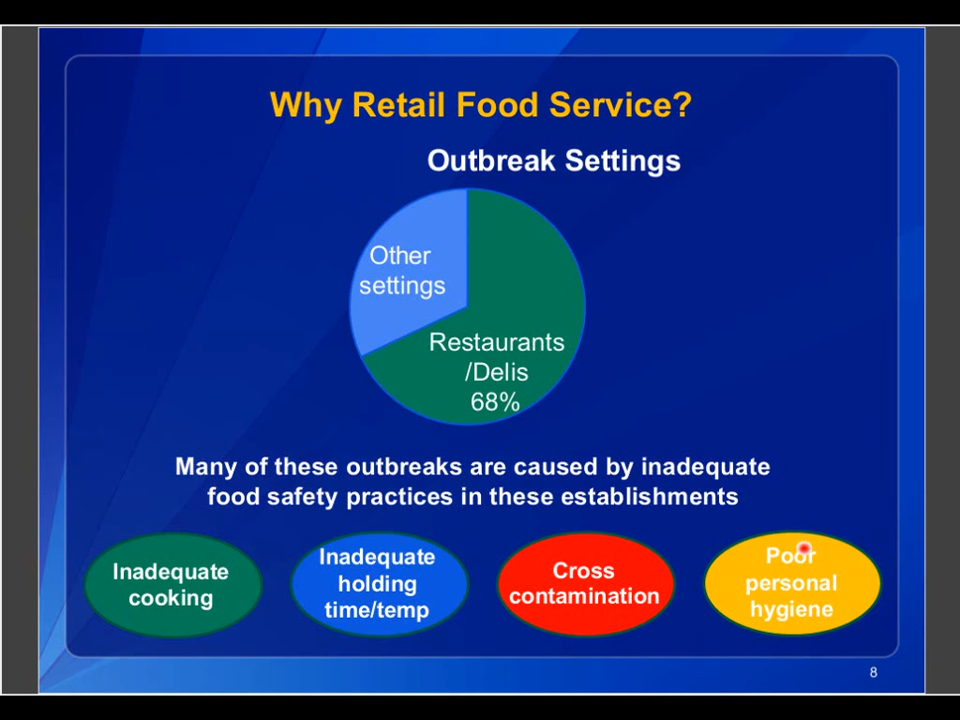 Why Retail Food Service?
Outbreak Settings
Other
settings
Restaurants
/Delis
68%
Many of these outbreaks are caused by inadequate
food safety practices in these establishments
Inadequate
cooking
Inadequate
holding
time/temp
Cross
contamination
Poor
personal
hygiene
8